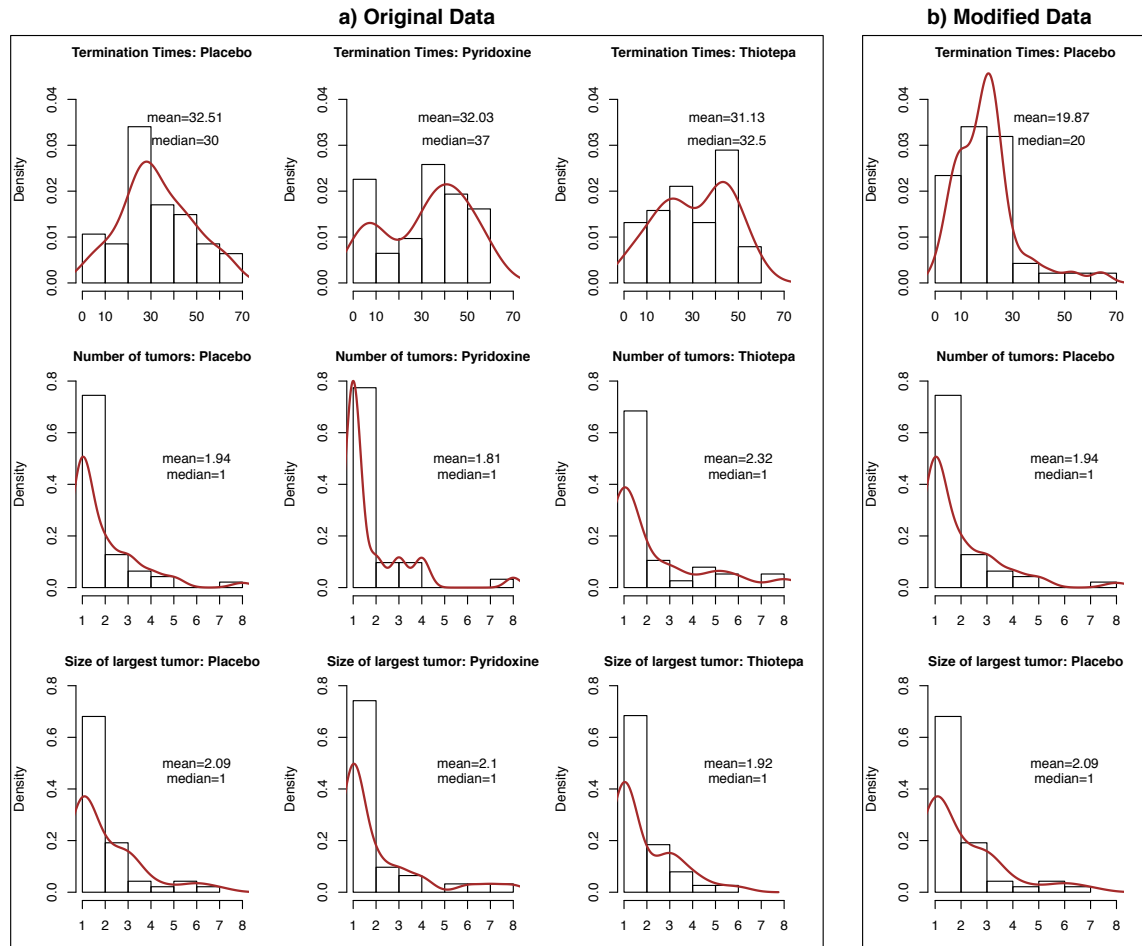 a) Original Data
b) Modified Data
Termination Times: Placebo
Termination Times: Pyridoxine
Termination Times: Thiotepa
Termination Times: Placebo
Density
0.00 0.01 0.02 0.03 0.04
mean=32.51
median=30
0 10 30 50 70
Density
0.00 0.01 0.02 0.03 0.04
mean=32.03
median=37
0 10 30 50 70
Density
0.00 0.01 0.02 0.03 0.04
mean=31.13
median=32.5
0 10 30 50 70
Density
0.00 0.01 0.02 0.03 0.04
mean=19.87
median=20
0 10 30 50 70
Number of tumors: Placebo
Number of tumors: Pyridoxine
Number of tumors: Thiotepa
Number of tumors: Placebo
Density
0.0 0.2 0.4 0.6 0.8
mean=1.94
median=1
1 2 3 4 5 6 7 8
Density
0.0 0.2 0.4 0.6 0.8
mean=1.81
median=1
1 2 3 4 5 6 7 8
Density
0.0 0.2 0.4 0.6 0.8
mean=2.32
median=1
1 2 3 4 5 6 7 8
Density
0.0 0.2 0.4 0.6 0.8
mean=1.94
median=1
1 2 3 4 5 6 7 8
Size of largest tumor: Placebo
Size of largest tumor: Pyridoxine
Size of largest tumor: Thiotepa
Size of largest tumor: Placebo
Density
0.0 0.2 0.4 0.6 0.8
mean=2.09
median=1
1 2 3 4 5 6 7 8
Density
0.0 0.2 0.4 0.6 0.8
mean=2.1
median=1
1 2 3 4 5 6 7 8
Density
0.0 0.2 0.4 0.6 0.8
mean=1.92
median=1
1 2 3 4 5 6 7 8
Density
0.0 0.2 0.4 0.6 0.8
mean=2.09
median=1
1 2 3 4 5 6 7 8